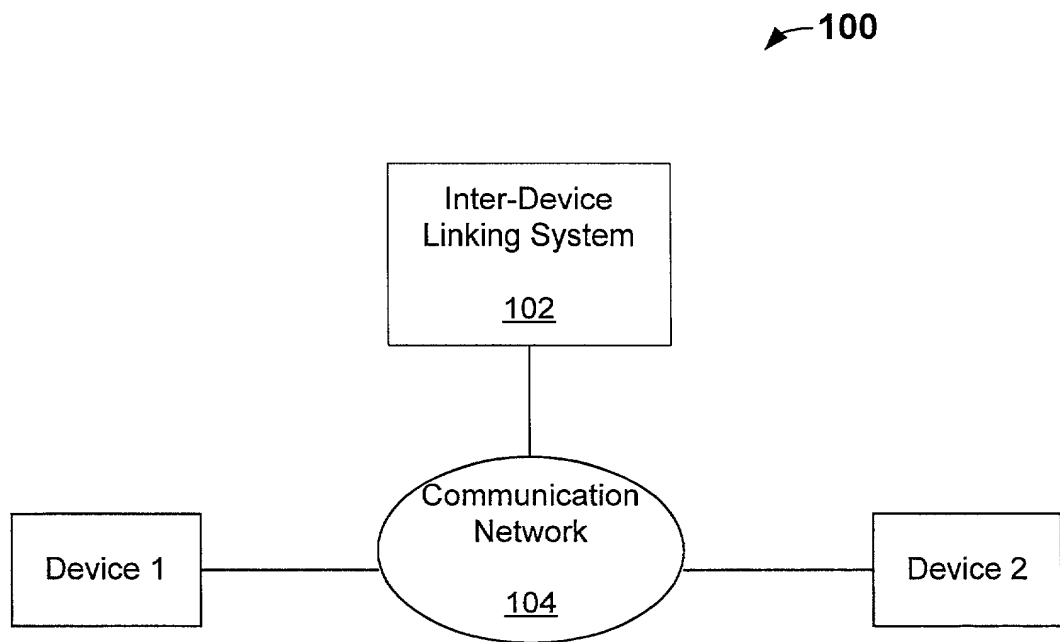 100
Inter-Device
Linking System
102
Communication
Network
104
Device 1
Device 2